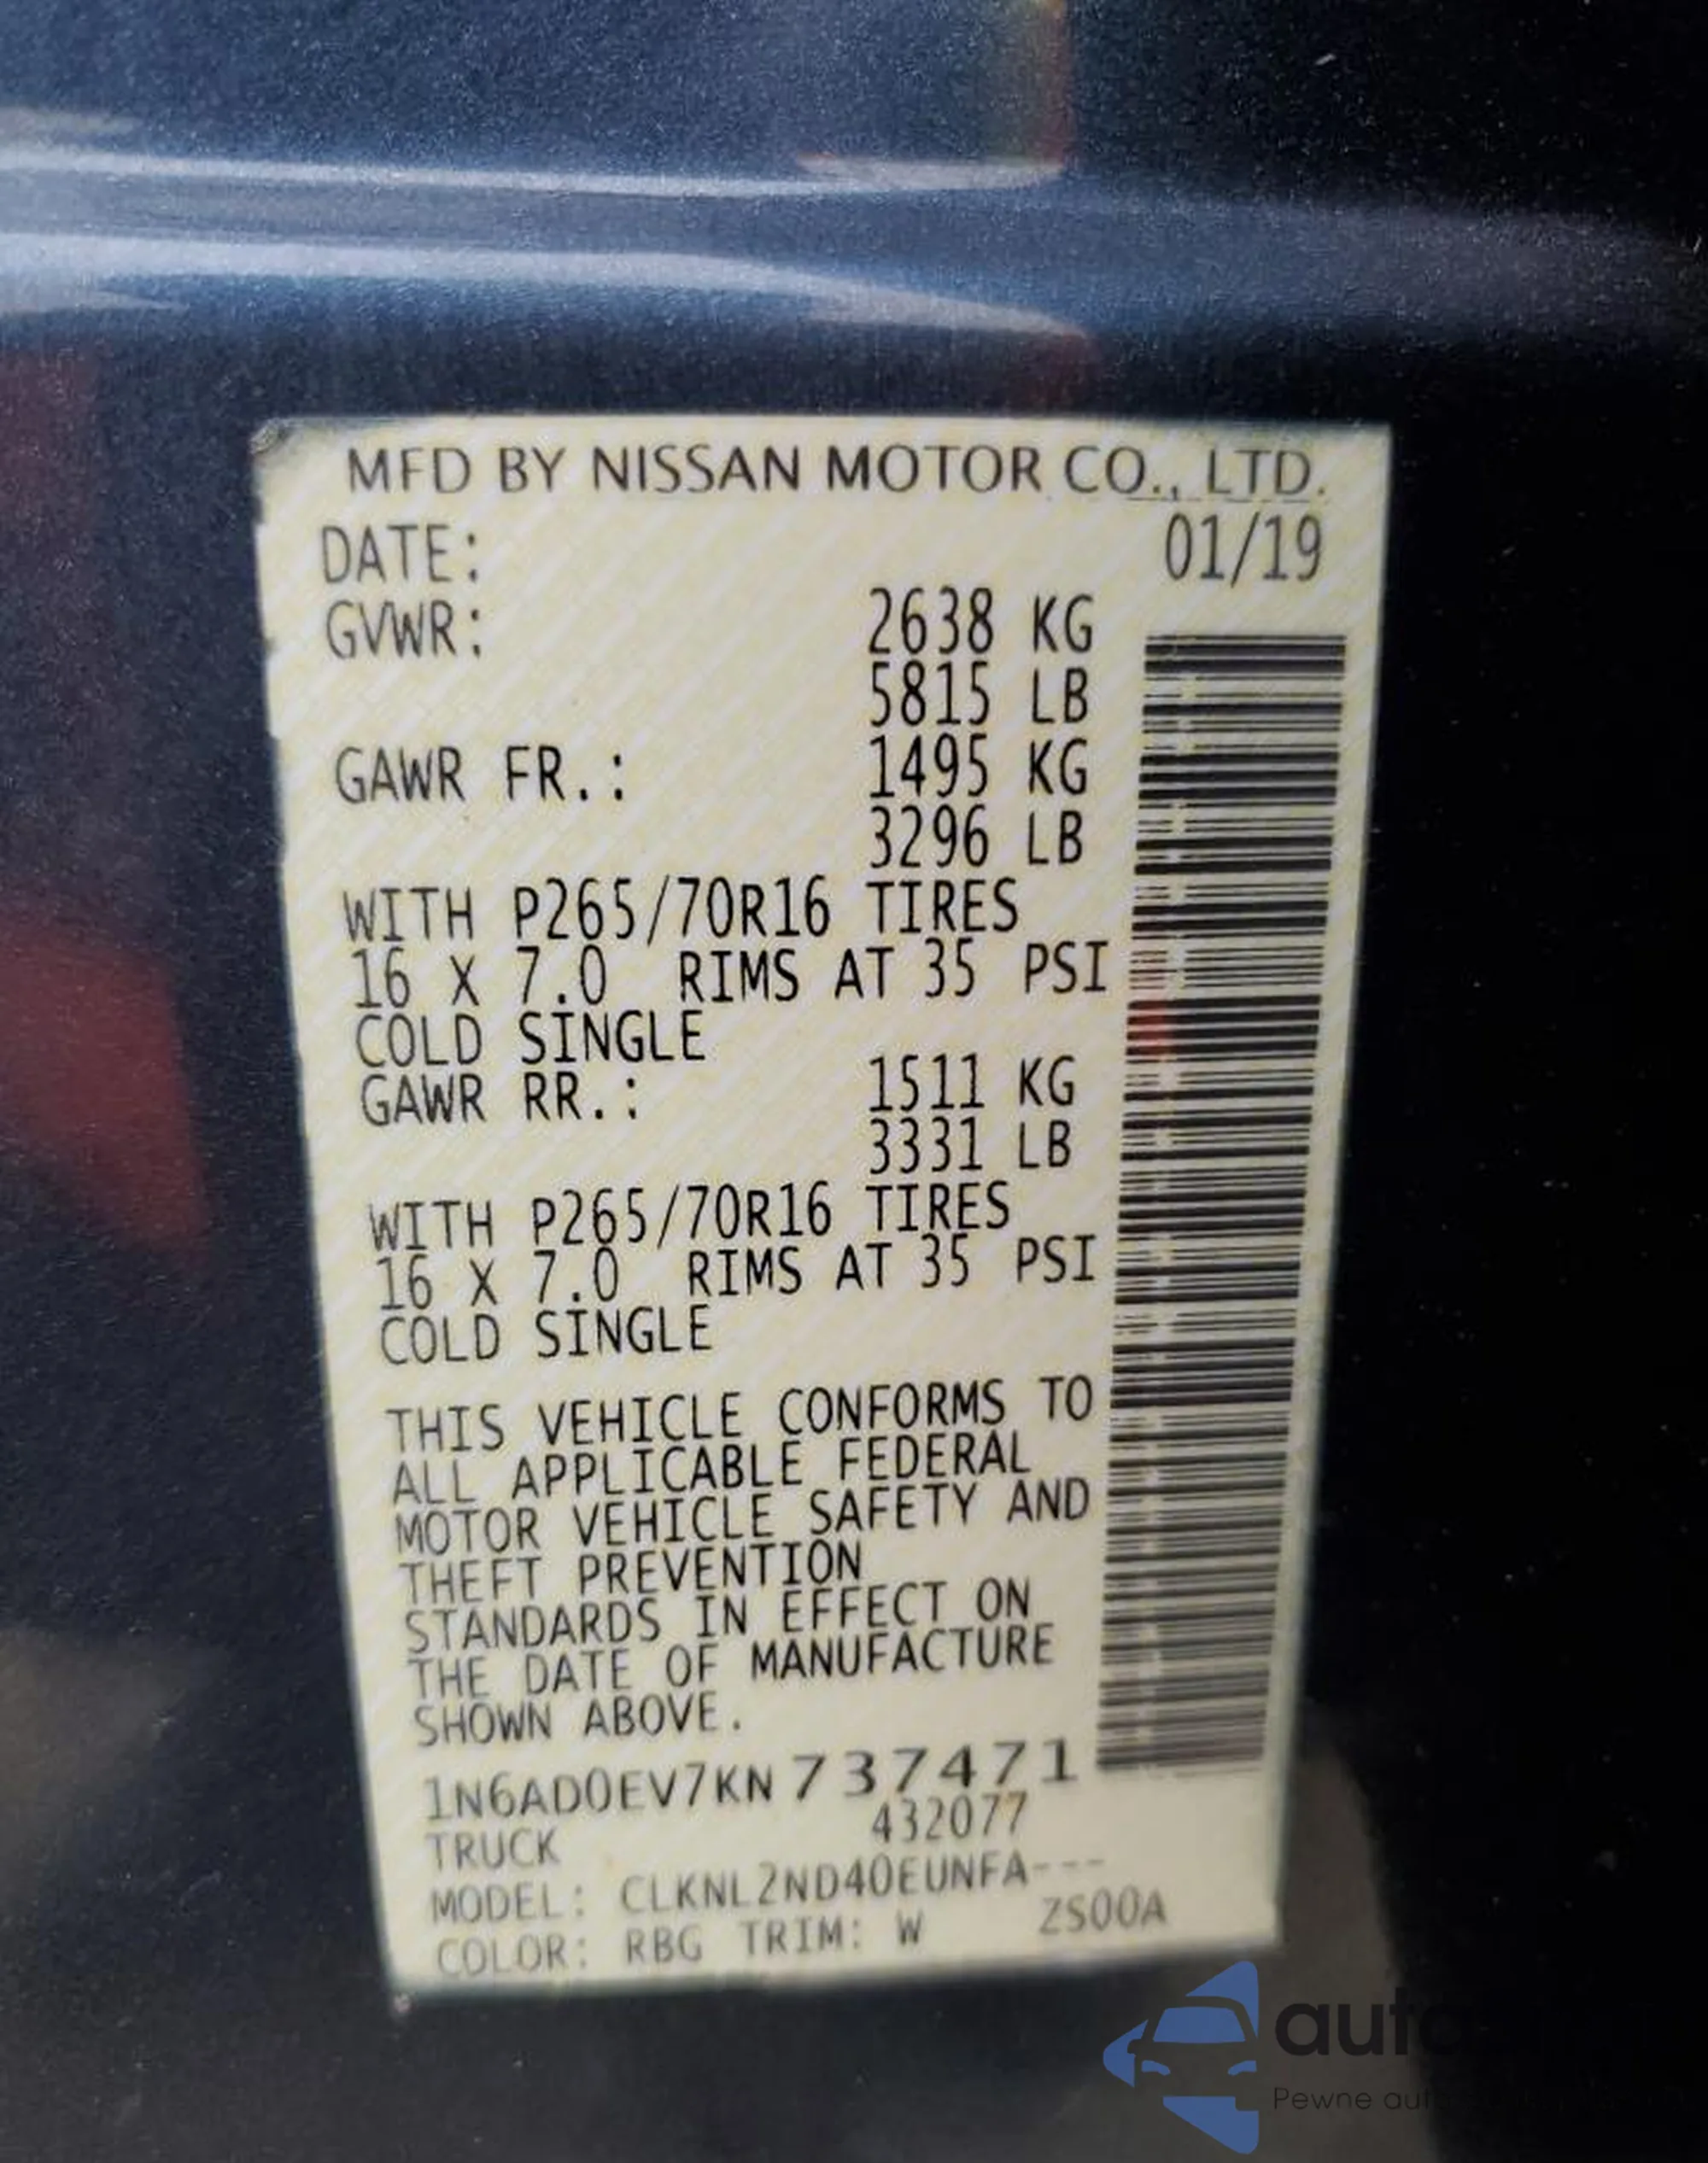 MFD BY NISSAN MOTOR CO., LTD.
DATE: 01/19
GVWR: 2638 KG
5815 LB
GAWR FR.: 1495 KG
3296 LB
WITH P265/70R16 TIRES
16 X 7.0 RIMS AT 35 PSI
COLD SINGLE
GAWR RR.: 1511 KG
3331 LB
WITH P265/70R16 TIRES
16 X 7.0 RIMS AT 35 PSI
COLD SINGLE
THIS VEHICLE CONFORMS TO
ALL APPLICABLE FEDERAL
MOTOR VEHICLE SAFETY AND
THEFT PREVENTION
STANDARDS IN EFFECT ON
THE DATE OF MANUFACTURE
SHOWN ABOVE.
1N6AD0EV7KN737471
TRUCK 432077
MODEL: CLKNL2ND40EUNFA---
COLOR: RBG TRIM: W ZS00A
Pewne